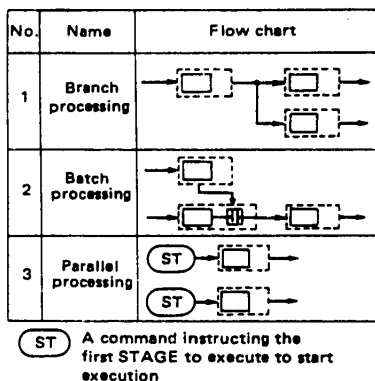 No. Name Flow chart
1 Branch
processing
2 Batch
processing
3 Parallel
processing
ST
ST
ST A command instructing the
first STAGE to execute to start
execution